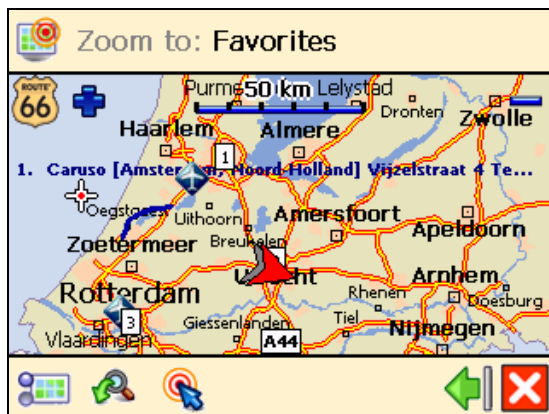 Zoom to: Favorites
ROUTE 66
Purme
50 km
Lelystad
Dronten
Zwolle
Haarlem
Almere
1
1. Caruso [Amsterdam, Noord-Holland] Vijzelstraat 4 Te...
Oegstgeest
Uithoorn
Amersfoort
Apeldoorn
Zoetermeer
Breukelen
Utrecht
Arnhem
Rotterdam
Rhenen
Doesburg
3
Giessenlanden
Tiel
Nijmegen
Vlaardingen
A44